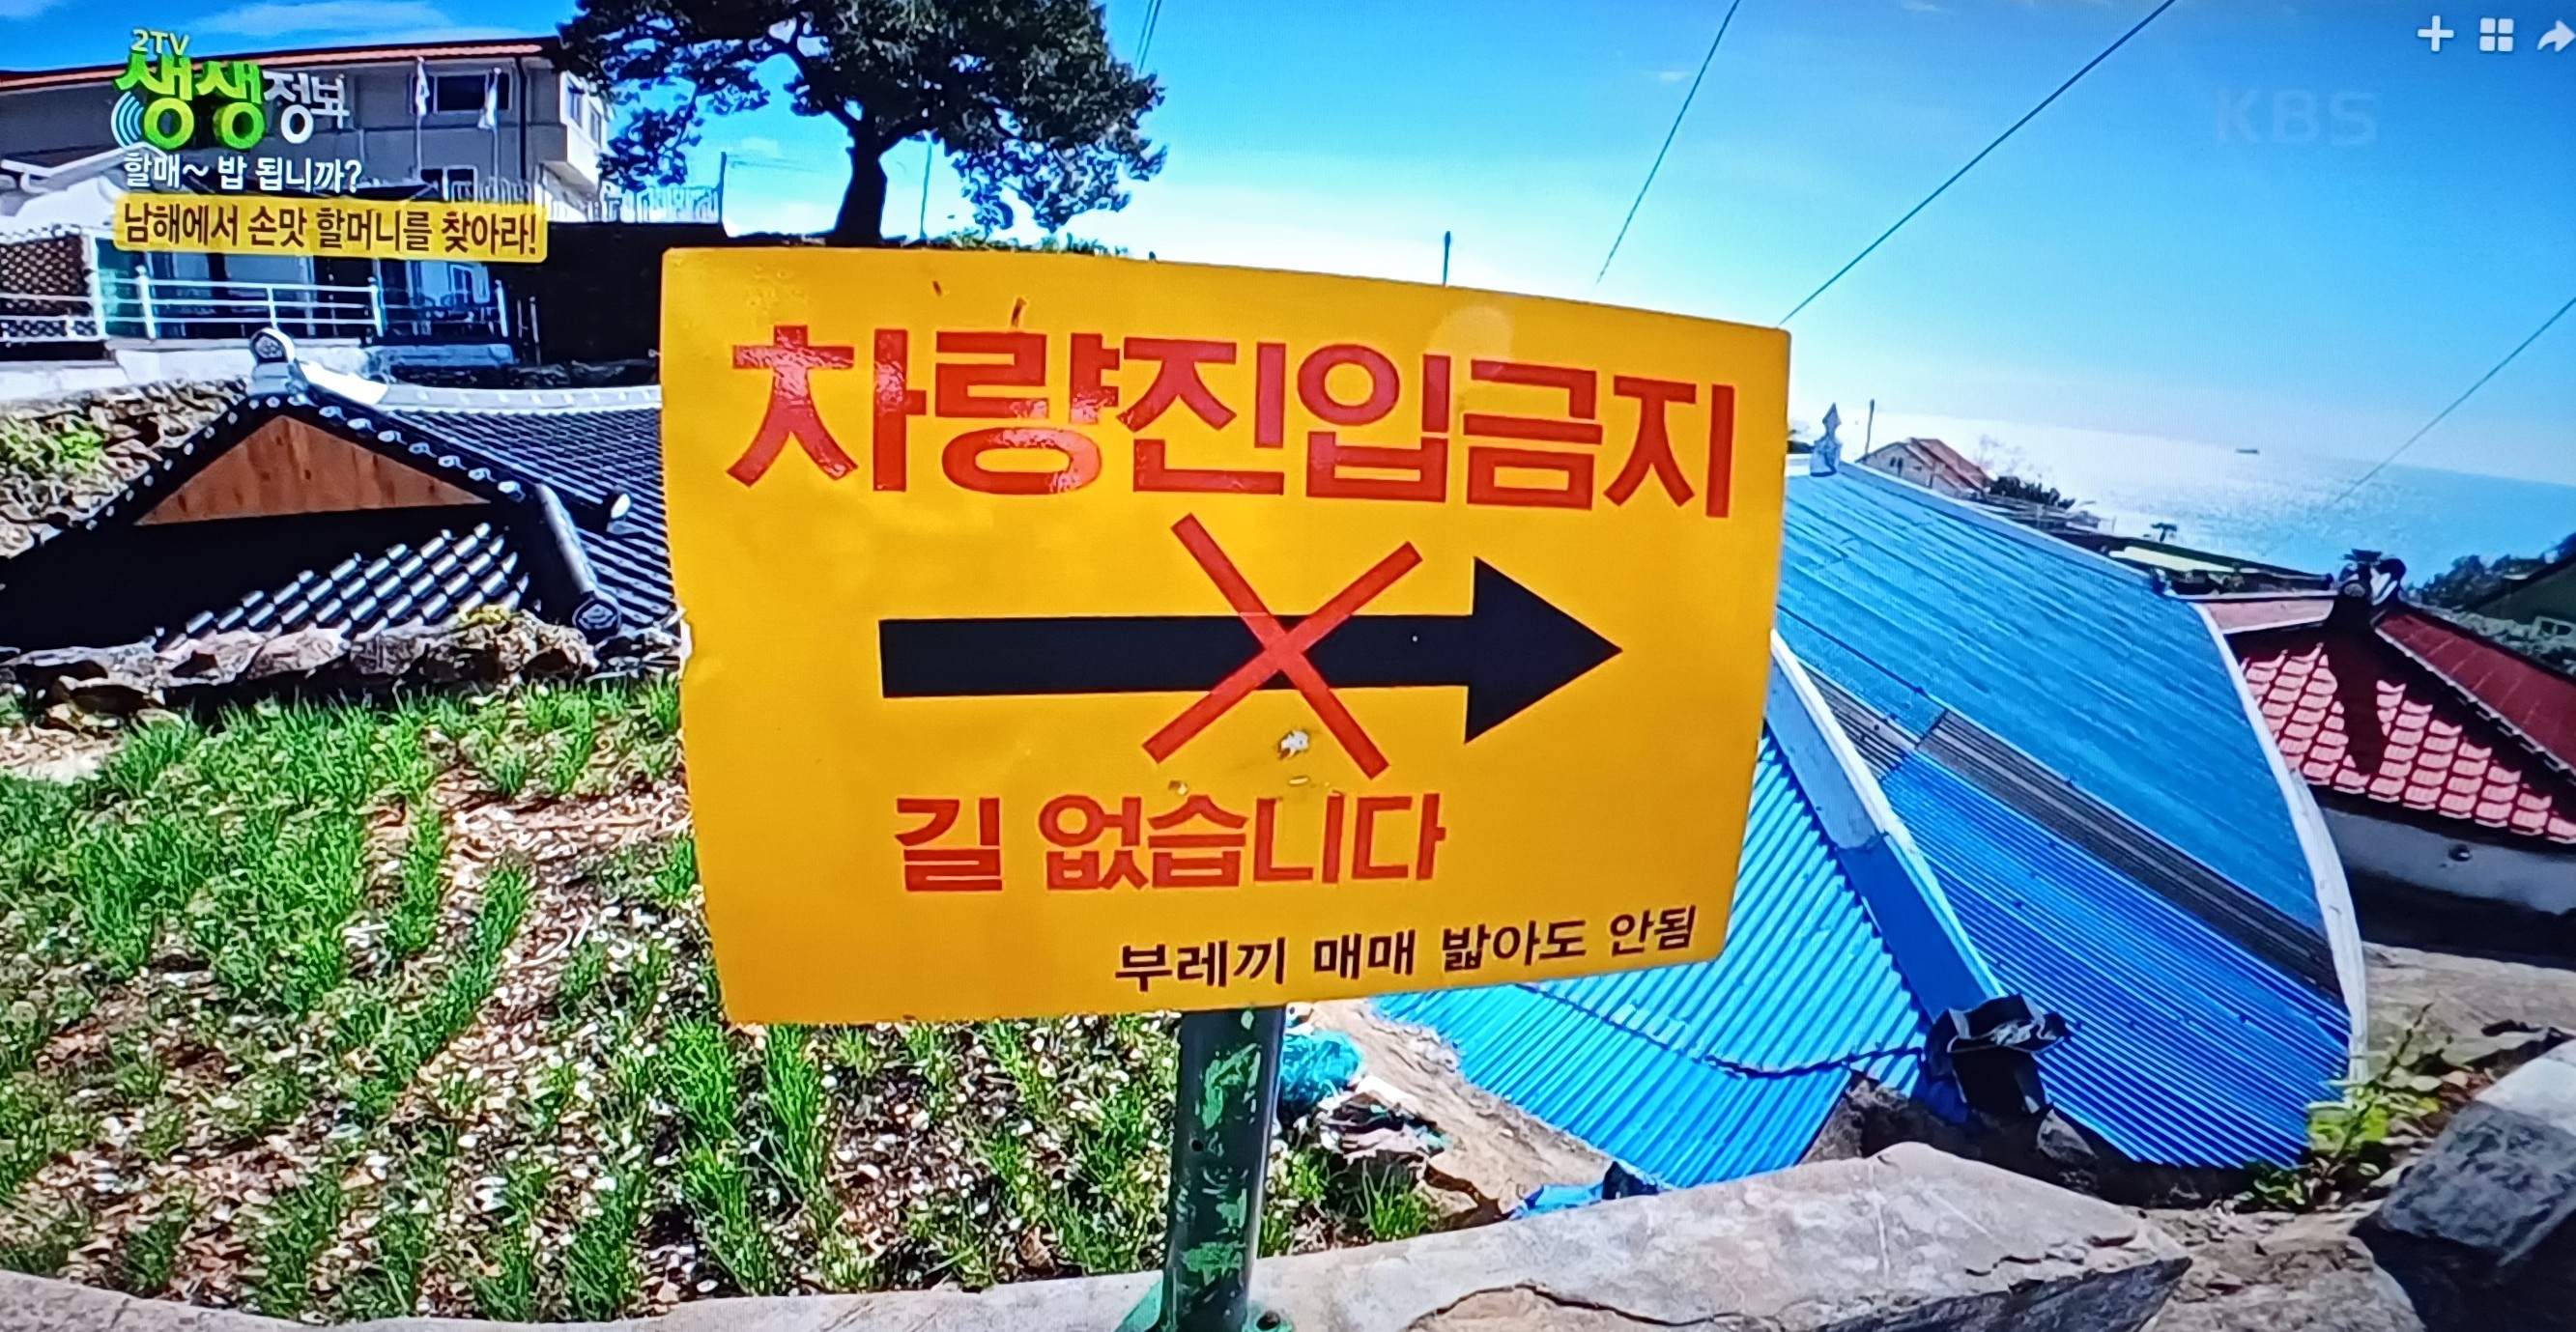 2TV
생생정보
할매~ 밥 됩니까?
남해에서 손맛 할머니를 찾아라!
KBS
차량진입금지
길 없습니다
부레끼 매매 밟아도 안됨